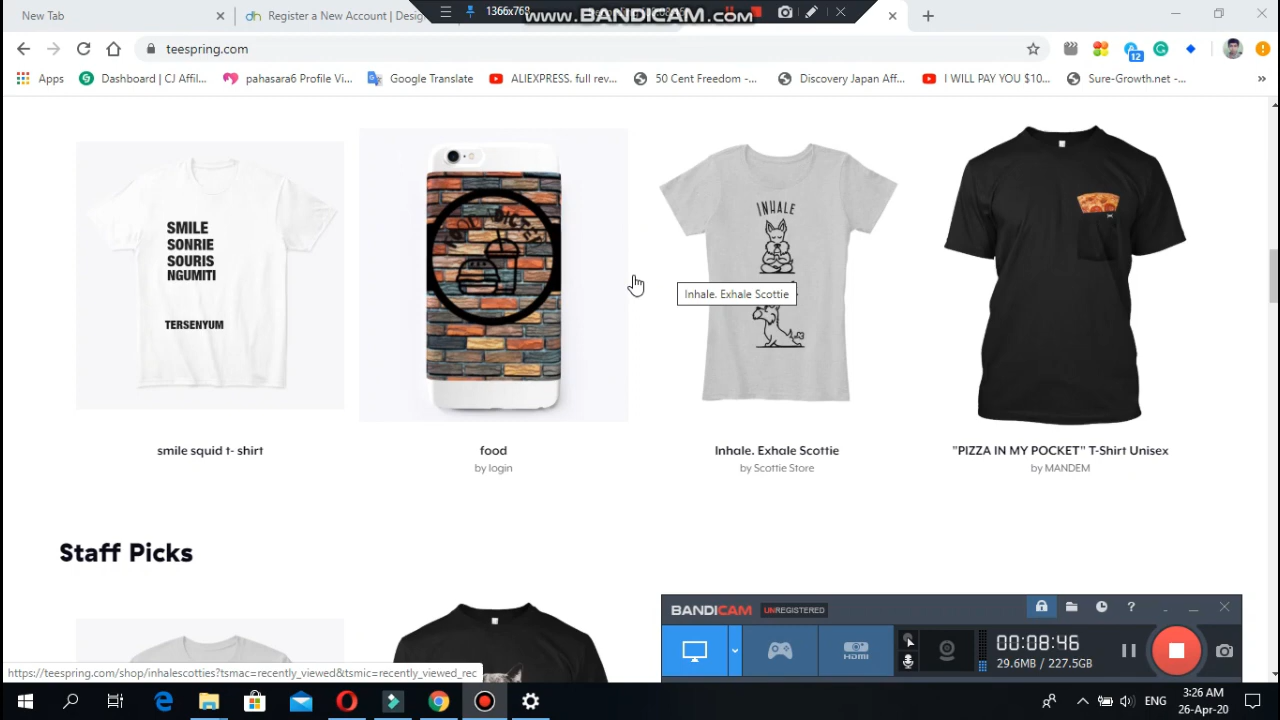 New Tab
Register a New Account | Desig
1366x768
www.BANDICAM.com
teespring.com
12
Apps
Dashboard | CJ Affil...
pahasara6 Profile Vi...
Google Translate
ALIEXPRESS. full rev...
50 Cent Freedom -...
Discovery Japan Aff...
I WILL PAY YOU $10...
Sure-Growth.net -...
SMILE
SONRIE
SOURIS
NGUMITI
TERSENYUM
INHALE
Inhale. Exhale Scottie
smile squid t- shirt
food
by login
Inhale. Exhale Scottie
by Scottie Store
"PIZZA IN MY POCKET" T-Shirt Unisex
by MANDEM
Staff Picks
BANDICAM UNREGISTERED
HDMI
00:08:46
29.6MB / 227.5GB
https://teespring.com/shop/inhalescotties?tsmac=recently_viewed&tsmic=recently_viewed_rec
ENG
3:26 AM
26-Apr-20